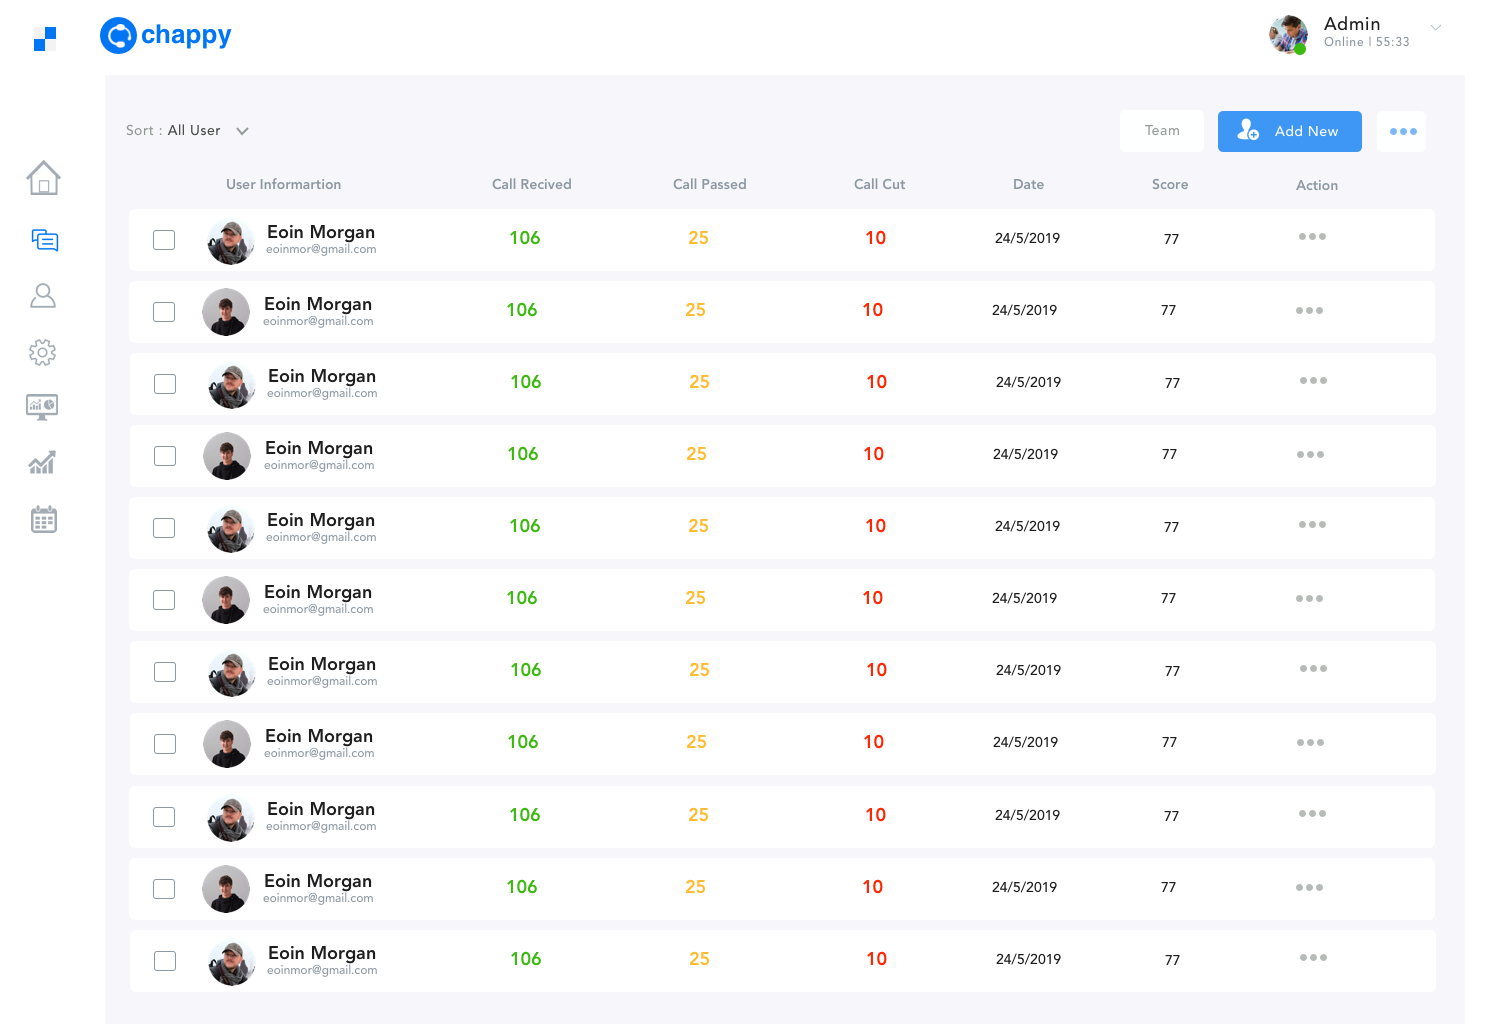 chappy
Admin
Online | 55:33
Sort : All User
Team
Add New
User Informartion Call Recived Call Passed Call Cut Date Score Action
Eoin Morgan 106 25 10 24/5/2019 77
eoinmor@gmail.com
Eoin Morgan 106 25 10 24/5/2019 77
eoinmor@gmail.com
Eoin Morgan 106 25 10 24/5/2019 77
eoinmor@gmail.com
Eoin Morgan 106 25 10 24/5/2019 77
eoinmor@gmail.com
Eoin Morgan 106 25 10 24/5/2019 77
eoinmor@gmail.com
Eoin Morgan 106 25 10 24/5/2019 77
eoinmor@gmail.com
Eoin Morgan 106 25 10 24/5/2019 77
eoinmor@gmail.com
Eoin Morgan 106 25 10 24/5/2019 77
eoinmor@gmail.com
Eoin Morgan 106 25 10 24/5/2019 77
eoinmor@gmail.com
Eoin Morgan 106 25 10 24/5/2019 77
eoinmor@gmail.com
Eoin Morgan 106 25 10 24/5/2019 77
eoinmor@gmail.com